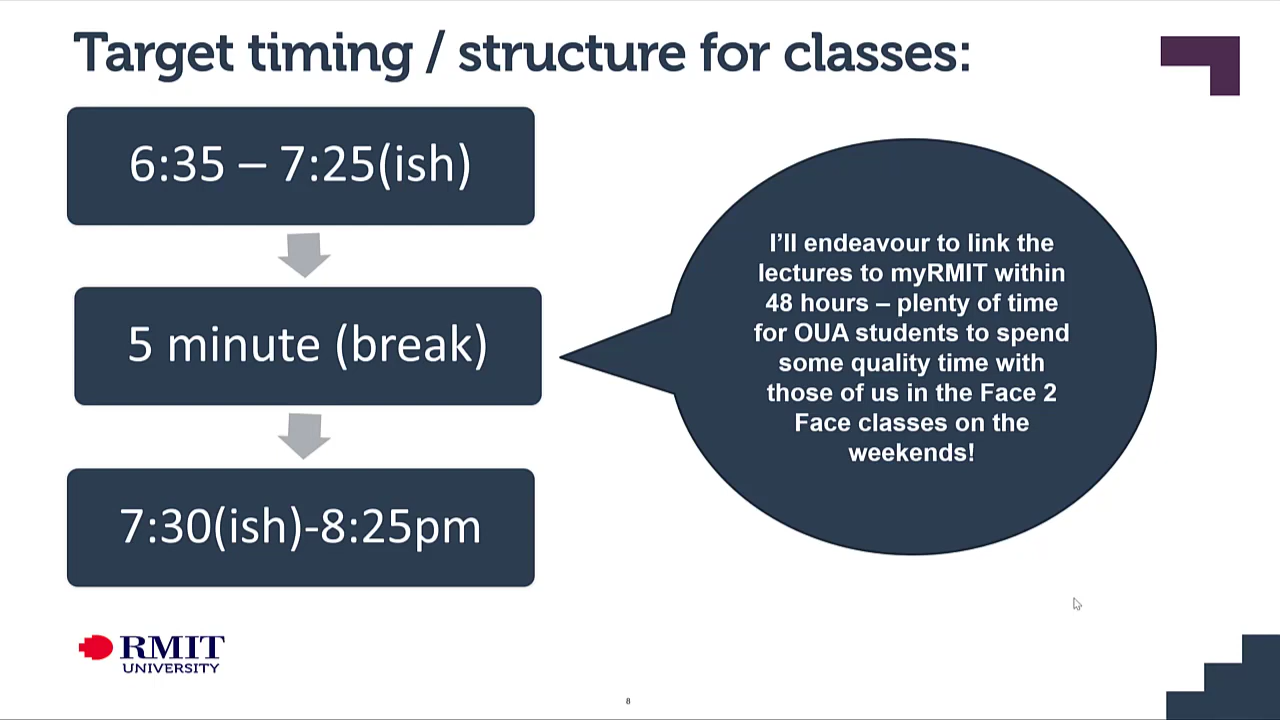 Target timing / structure for classes:
6:35 – 7:25(ish)
5 minute (break)
7:30(ish)-8:25pm
I’ll endeavour to link the
lectures to myRMIT within
48 hours – plenty of time
for OUA students to spend
some quality time with
those of us in the Face 2
Face classes on the
weekends!
RMIT
UNIVERSITY
8